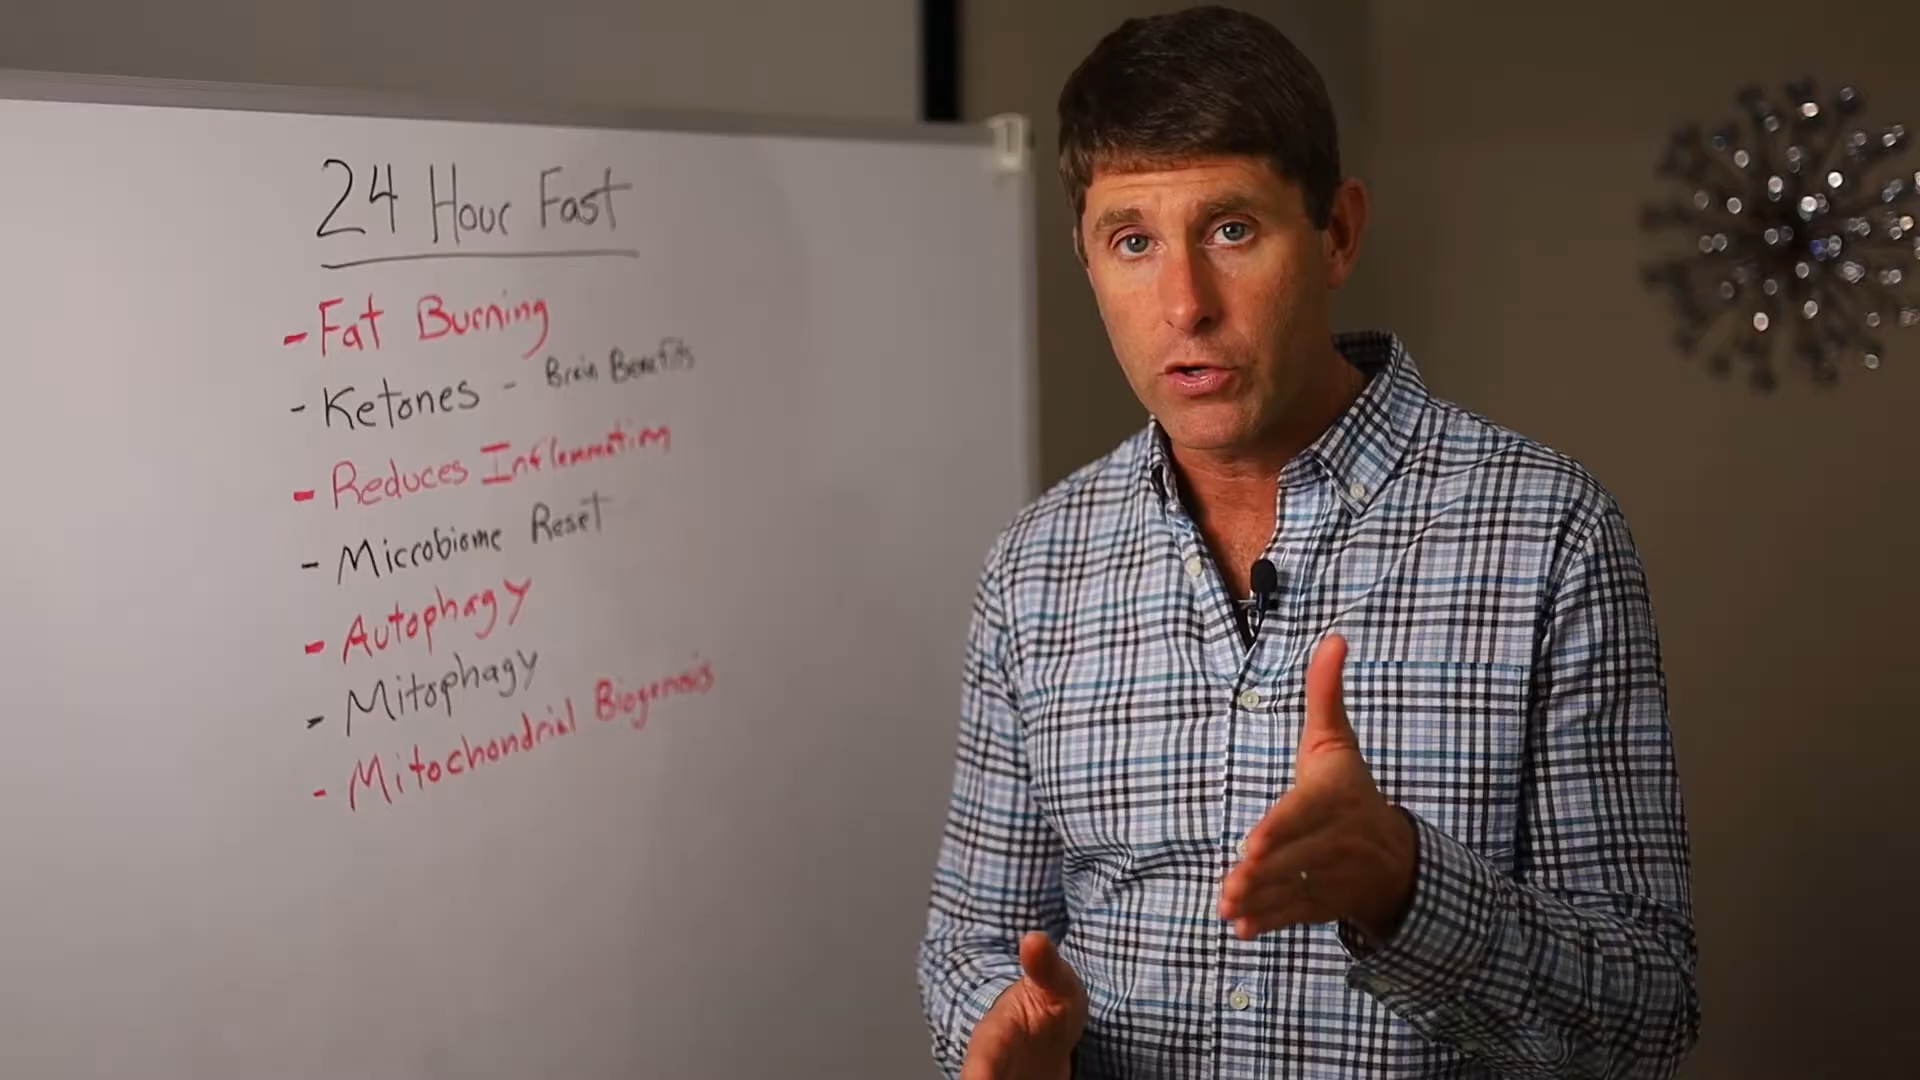 24 Hour Fast
- Fat Burning
- Ketones - Brain Benefits
- Reduces Inflammation
- Microbiome Reset
- Autophagy
- Mitophagy
- Mitochondrial Biogenesis